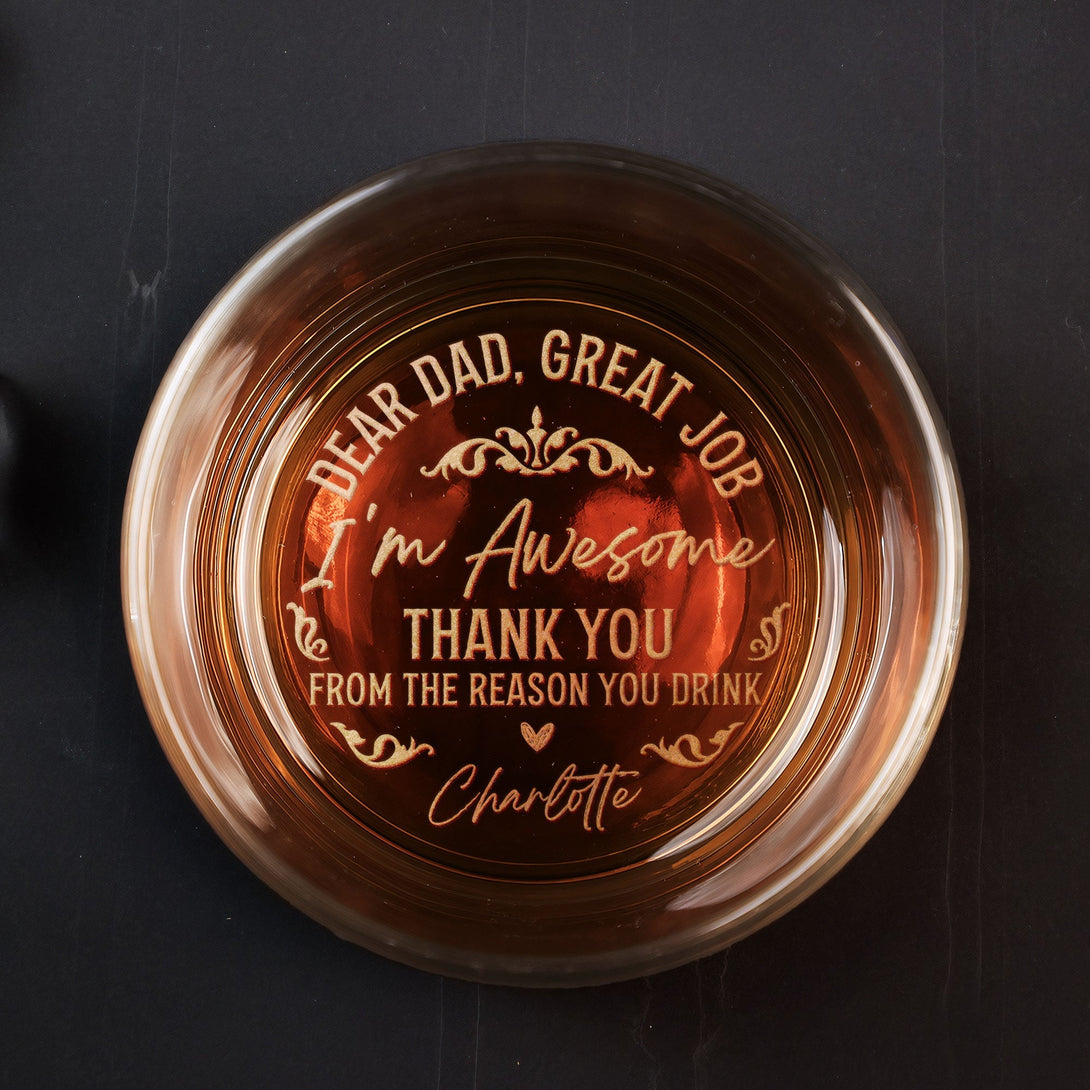 DEAR DAD, GREAT JOB
I'm Awesome
THANK YOU
FROM THE REASON YOU DRINK
Charlotte